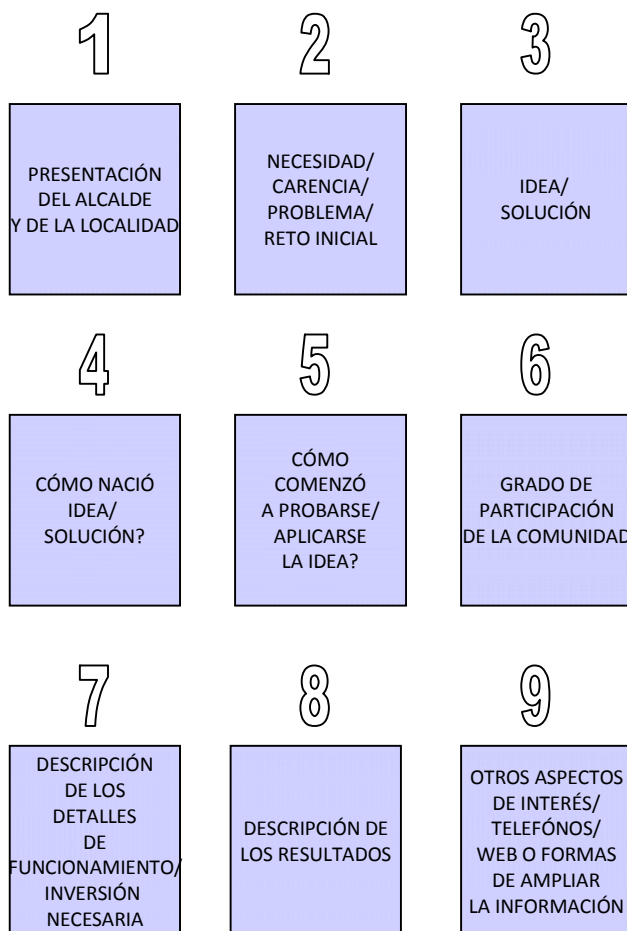 1
2
3
PRESENTACIÓN
DEL ALCALDE
Y DE LA LOCALIDAD
NECESIDAD/
CARENCIA/
PROBLEMA/
RETO INICIAL
IDEA/
SOLUCIÓN
4
5
6
CÓMO NACIÓ
IDEA/
SOLUCIÓN?
CÓMO
COMENZÓ
A PROBARSE/
APLICARSE
LA IDEA?
GRADO DE
PARTICIPACIÓN
DE LA COMUNIDAD
7
8
9
DESCRIPCIÓN
DE LOS
DETALLES
DE
FUNCIONAMIENTO/
INVERSIÓN
NECESARIA
DESCRIPCIÓN DE
LOS RESULTADOS
OTROS ASPECTOS
DE INTERÉS/
TELEFÓNOS/
WEB O FORMAS
DE AMPLIAR
LA INFORMACIÓN